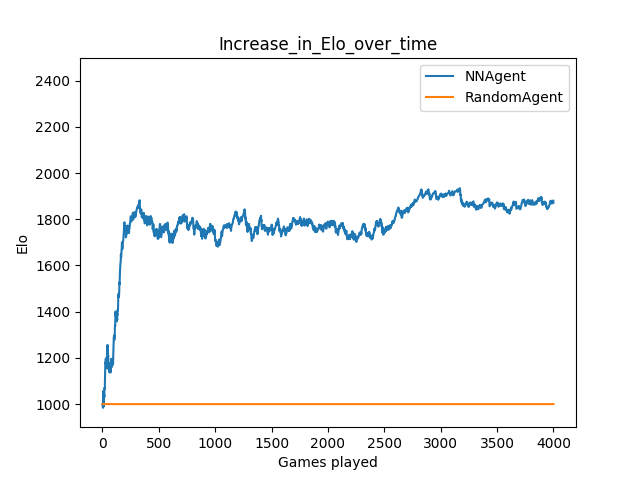 Increase_in_Elo_over_time
NNAgent
RandomAgent
2400
2200
2000
1800
1600
1400
1200
1000
Elo
0 500 1000 1500 2000 2500 3000 3500 4000
Games played